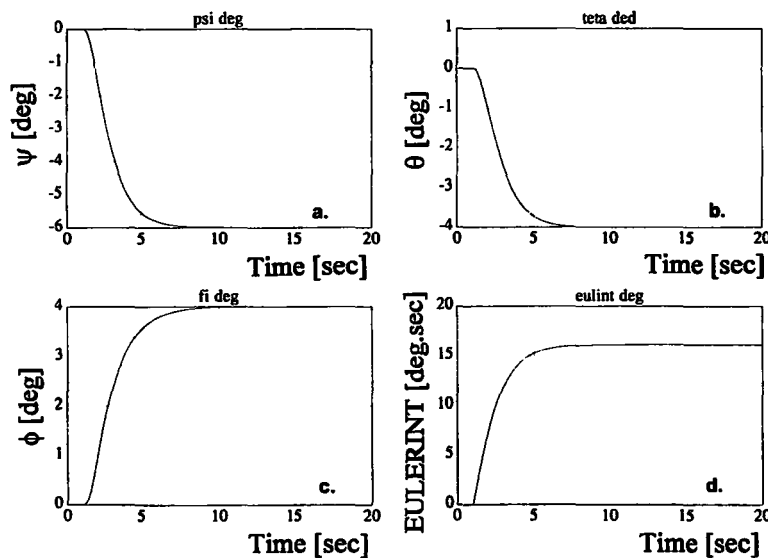 psi deg
0
-1
-2
-3
-4
-5
-6
ψ [deg]
a.
0 5 10 15 20
Time [sec]
teta ded
1
0
-1
-2
-3
-4
θ [deg]
b.
0 5 10 15 20
Time [sec]
fi deg
4
3
2
1
0
ϕ [deg]
c.
0 5 10 15 20
Time [sec]
eulint deg
20
15
10
5
0
EULERINT [deg.sec]
d.
0 5 10 15 20
Time [sec]